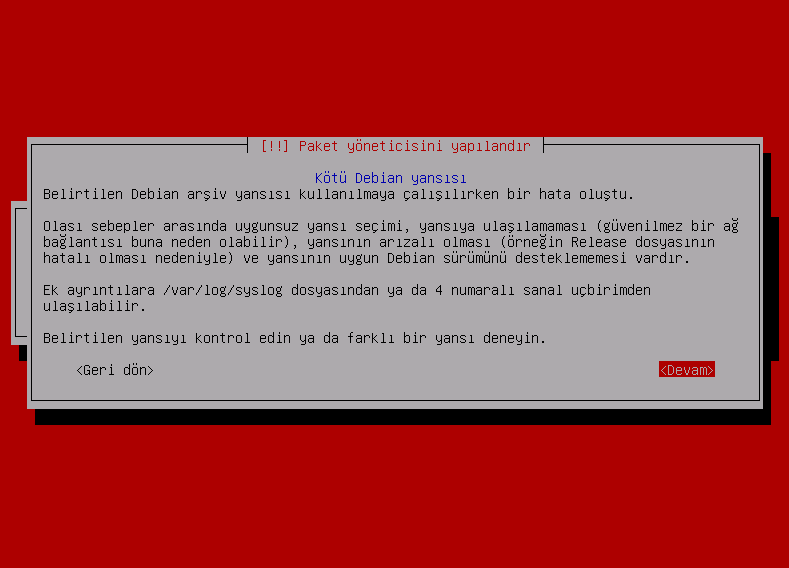 [!!] Paket yöneticisini yapılandır
Kötü Debian yansısı
Belirtilen Debian arşiv yansısı kullanılmaya çalışılırken bir hata oluştu.
Olası sebepler arasında uygunsuz yansı seçimi, yansıya ulaşılamaması (güvenilmez bir ağ
bağlantısı buna neden olabilir), yansının arızalı olması (örneğin Release dosyasının
hatalı olması nedeniyle) ve yansının uygun Debian sürümünü desteklememesi vardır.
Ek ayrıntılara /var/log/syslog dosyasından ya da 4 numaralı sanal uçbirimden
ulaşılabilir.
Belirtilen yansıyı kontrol edin ya da farklı bir yansı deneyin.
<Geri dön> <Devam>